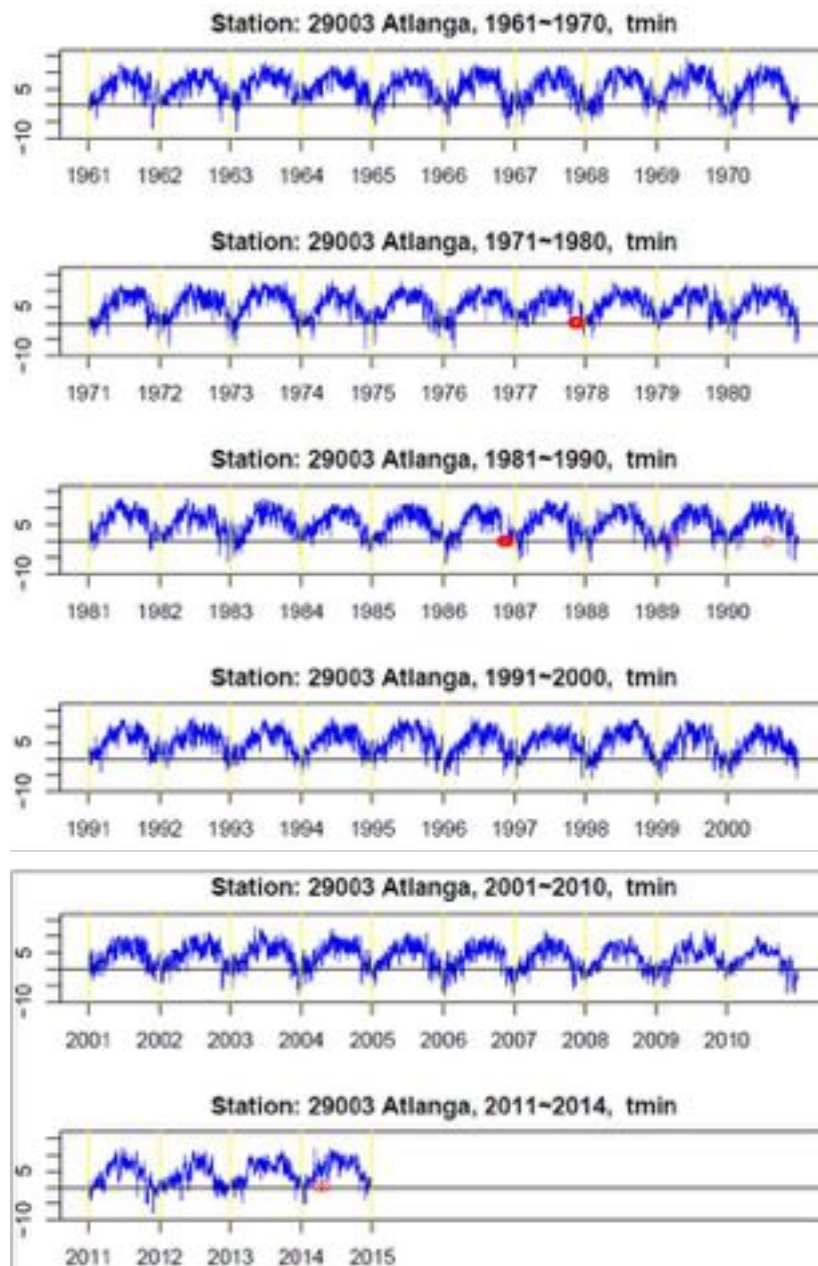 Station: 29003 Atlanga, 1961~1970, tmin
5
-10
1961 1962 1963 1964 1965 1966 1967 1968 1969 1970
Station: 29003 Atlanga, 1971~1980, tmin
5
-10
1971 1972 1973 1974 1975 1976 1977 1978 1979 1980
Station: 29003 Atlanga, 1981~1990, tmin
5
-10
1981 1982 1983 1984 1985 1986 1987 1988 1989 1990
Station: 29003 Atlanga, 1991~2000, tmin
5
-10
1991 1992 1993 1994 1995 1996 1997 1998 1999 2000
Station: 29003 Atlanga, 2001~2010, tmin
5
-10
2001 2002 2003 2004 2005 2006 2007 2008 2009 2010
Station: 29003 Atlanga, 2011~2014, tmin
5
-10
2011 2012 2013 2014 2015